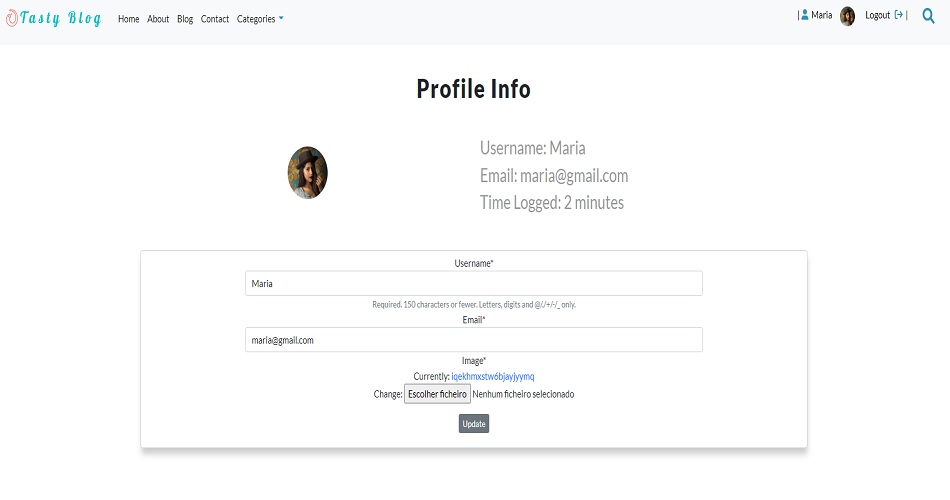 Tasty Blog Home About Blog Contact Categories | Maria Logout |
Profile Info
Username: Maria
Email: maria@gmail.com
Time Logged: 2 minutes
Username*
Maria
Required. 150 characters or fewer. Letters, digits and @/./+/-/_ only.
Email*
maria@gmail.com
Image*
Currently: iqekhmxstw6bjayjyymq
Change: Escolher ficheiro Nenhum ficheiro selecionado
Update